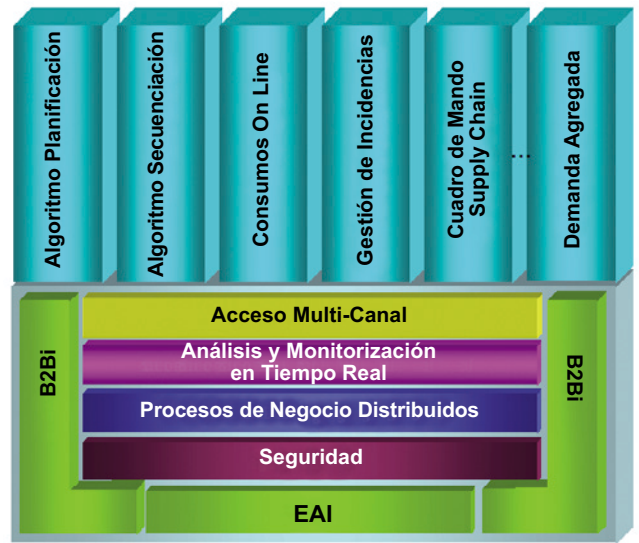 Algoritmo Planificación
Algoritmo Secuenciación
Consumos On Line
Gestión de Incidencias
Cuadro de Mando
Supply Chain
...
Demanda Agregada
B2Bi
Acceso Multi-Canal
Análisis y Monitorización
en Tiempo Real
Procesos de Negocio Distribuidos
Seguridad
B2Bi
EAI